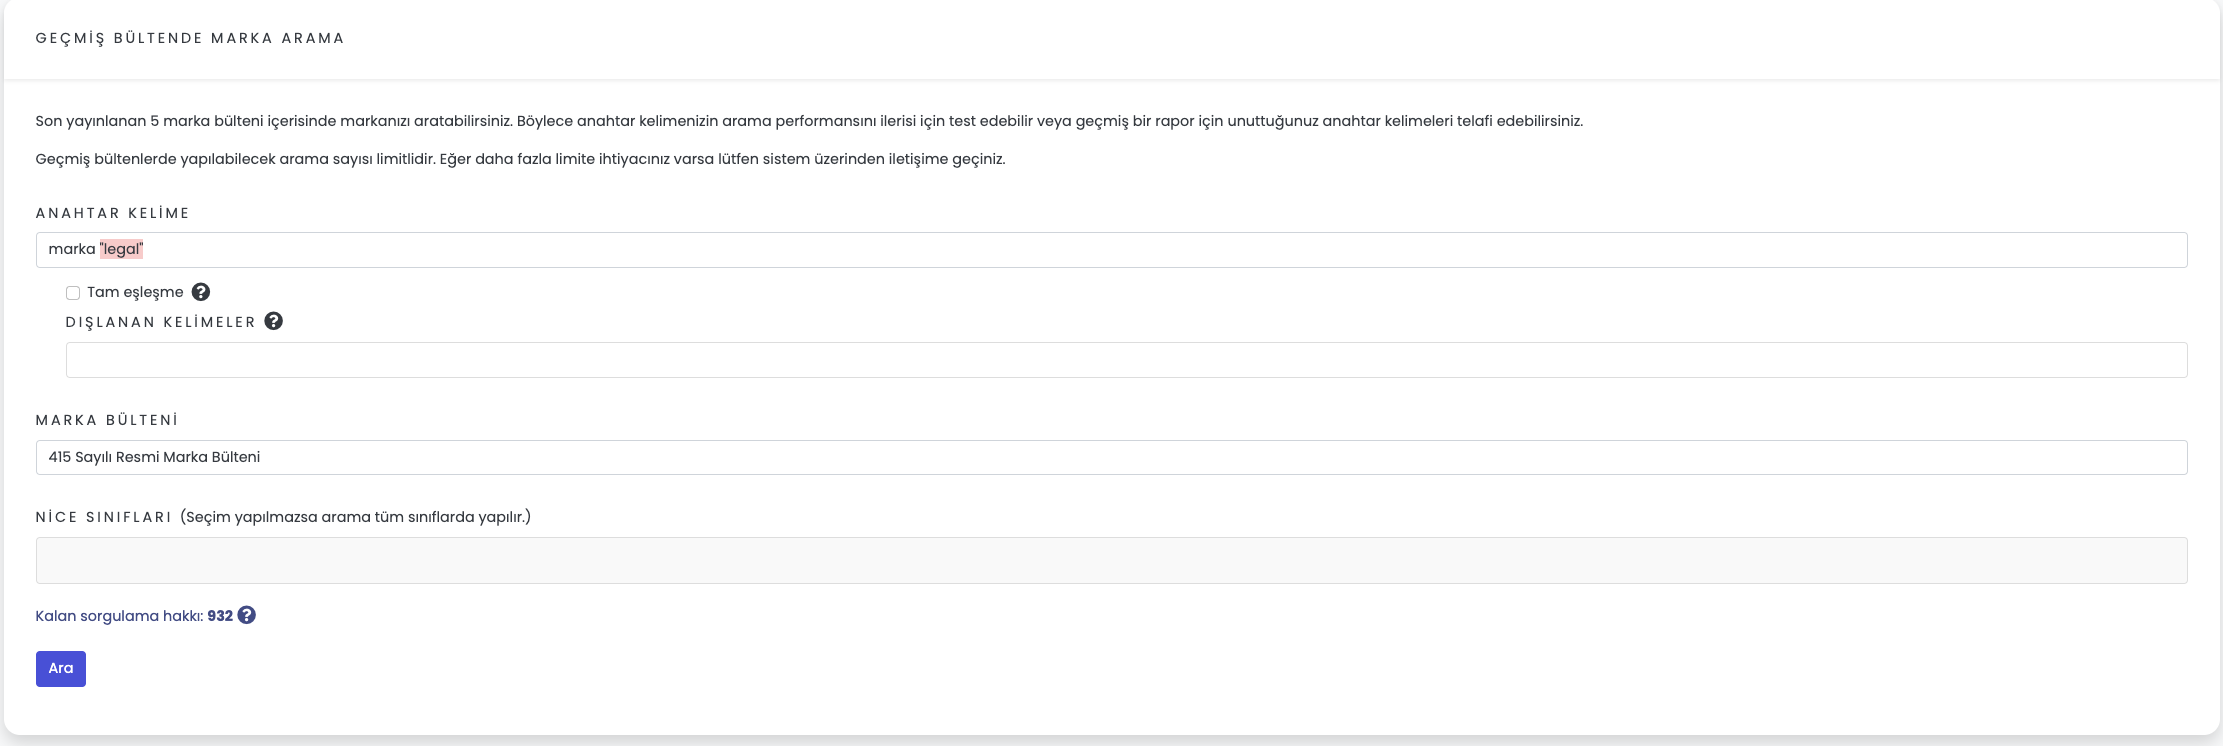 GEÇMİŞ BÜLTENDE MARKA ARAMA
Son yayınlanan 5 marka bülteni içerisinde markanızı aratabilirsiniz. Böylece anahtar kelimenizin arama performansını ilerisi için test edebilir veya geçmiş bir rapor için unuttuğunuz anahtar kelimeleri telafi edebilirsiniz.
Geçmiş bültenlerde yapılabilecek arama sayısı limitlidir. Eğer daha fazla limite ihtiyacınız varsa lütfen sistem üzerinden iletişime geçiniz.
ANAHTAR KELİME
marka "legal"
Tam eşleşme ?
DIŞLANAN KELİMELER ?
MARKA BÜLTENİ
415 Sayılı Resmi Marka Bülteni
NİCE SINIFLARI (Seçim yapılmazsa arama tüm sınıflarda yapılır.)
Kalan sorgulama hakkı: 932 ?
Ara